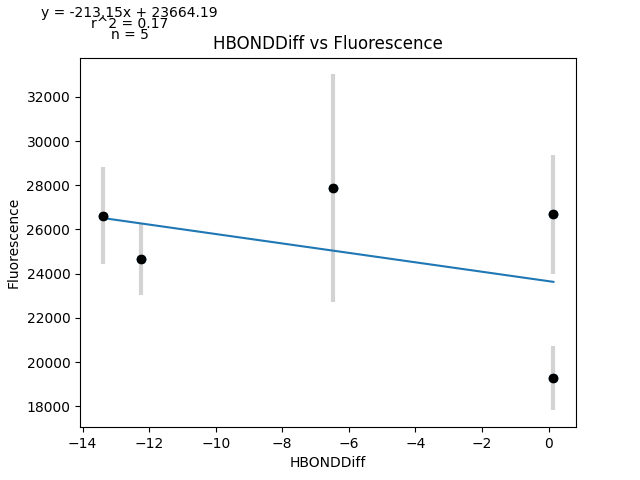 y = -213.15x + 23664.19
r^2 = 0.17
n = 5
HBONDDiff vs Fluorescence
Fluorescence
32000
30000
28000
26000
24000
22000
20000
18000
−14
−12
−10
−8
−6
−4
−2
0
HBONDDiff